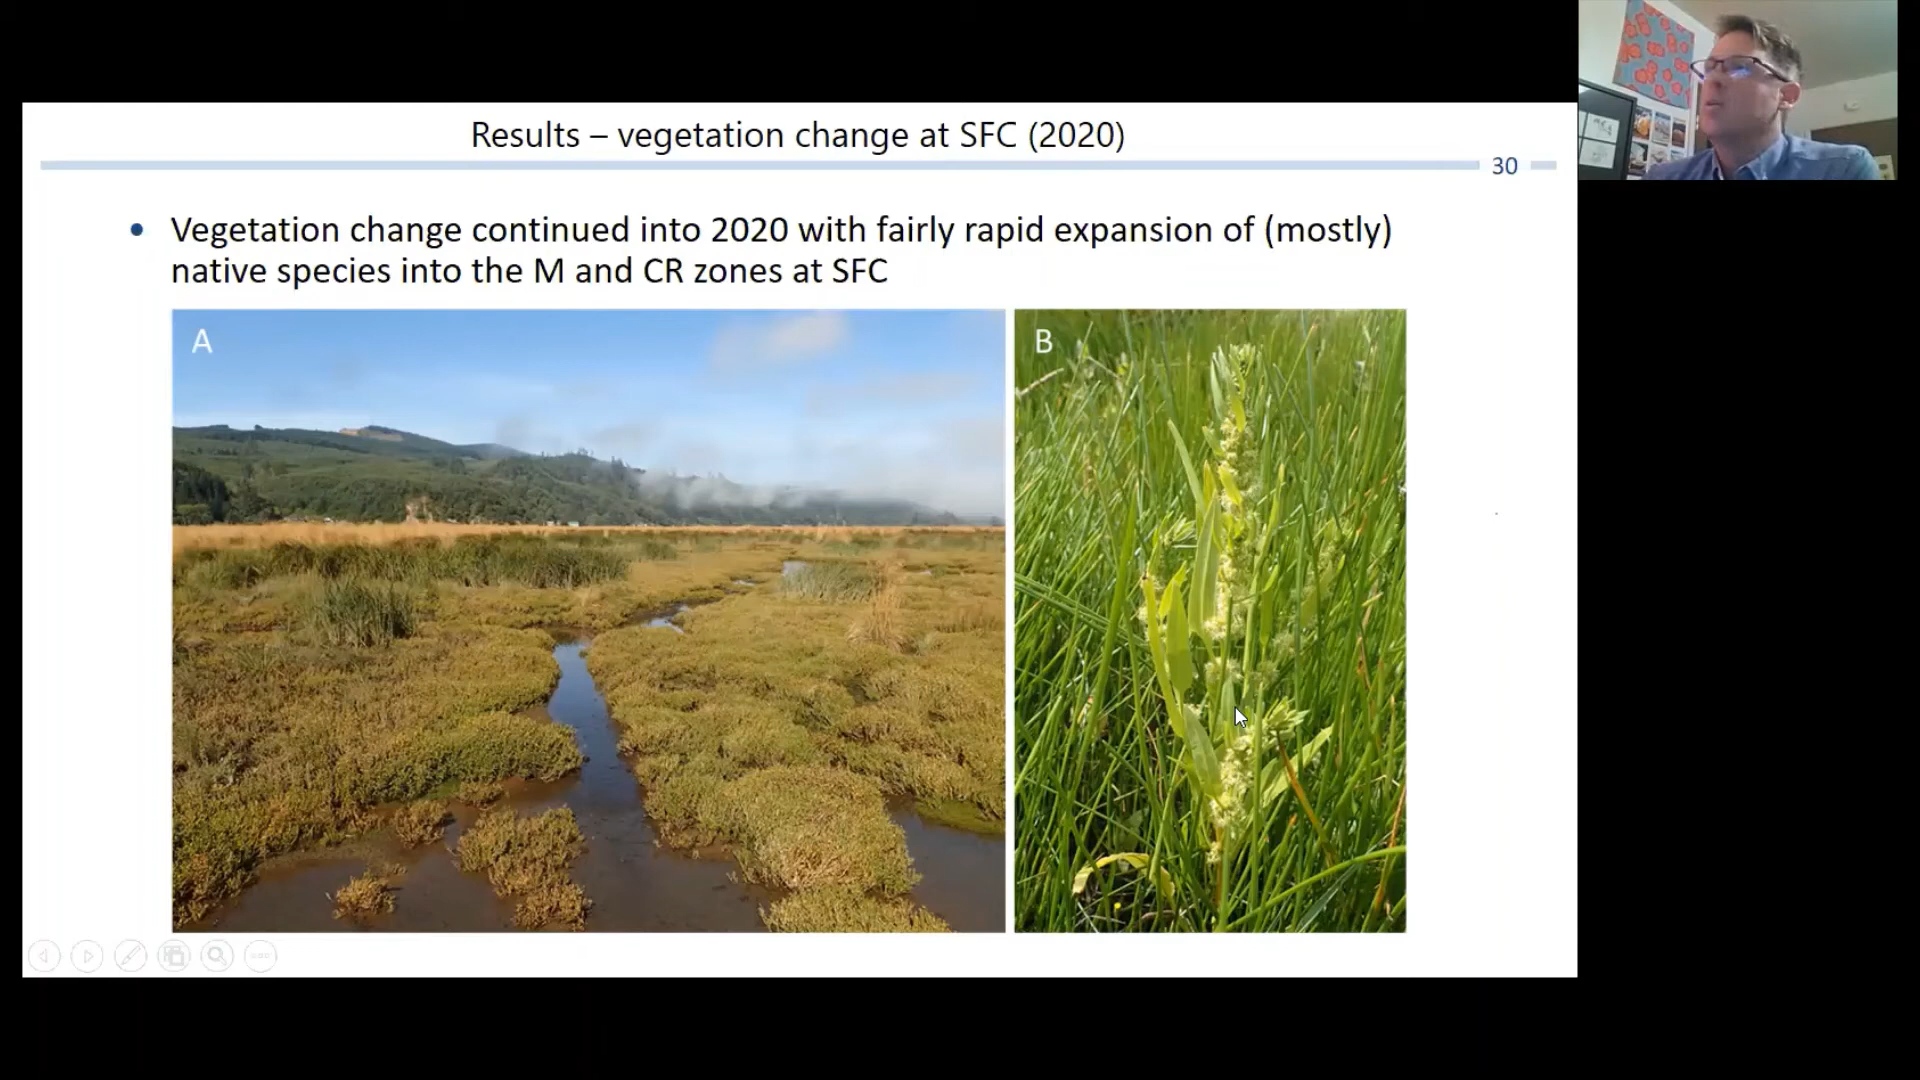 Results – vegetation change at SFC (2020)
30
• Vegetation change continued into 2020 with fairly rapid expansion of (mostly)
native species into the M and CR zones at SFC
A
B